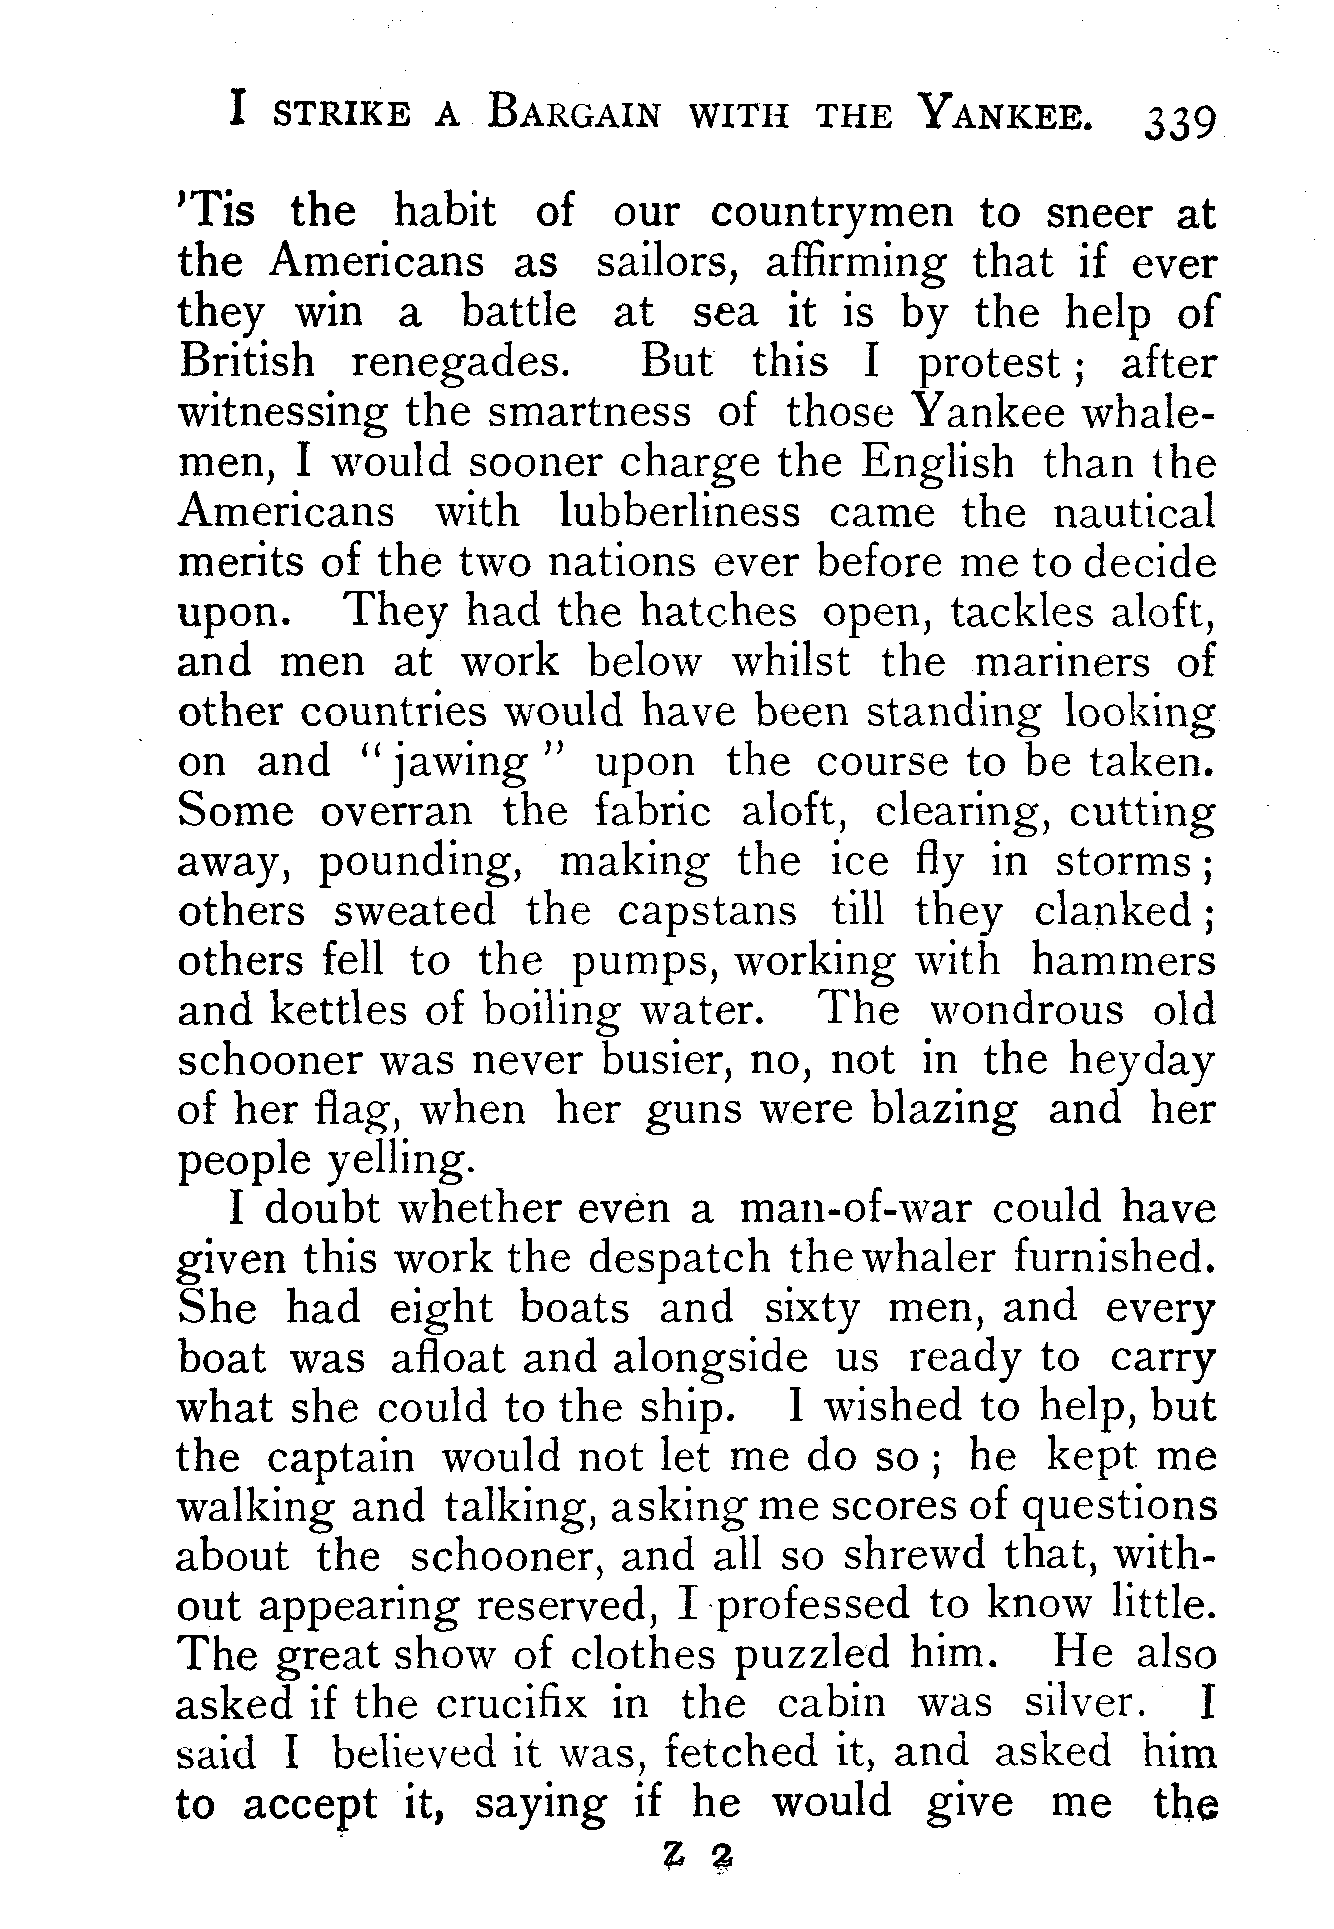 I STRIKE A BARGAIN WITH THE YANKEE. 339
'Tis the habit of our countrymen to sneer at
the Americans as sailors, affirming that if ever
they win a battle at sea it is by the help of
British renegades. But this I protest ; after
witnessing the smartness of those Yankee whale-
men, I would sooner charge the English than the
Americans with lubberliness came the nautical
merits of the two nations ever before me to decide
upon. They had the hatches open, tackles aloft,
and men at work below whilst the mariners of
other countries would have been standing looking
on and " jawing " upon the course to be taken.
Some overran the fabric aloft, clearing, cutting
away, pounding, making the ice fly in storms ;
others sweated the capstans till they clanked ;
others fell to the pumps, working with hammers
and kettles of boiling water. The wondrous old
schooner was never busier, no, not in the heyday
of her flag, when her guns were blazing and her
people yelling.
I doubt whether even a man-of-war could have
given this work the despatch the whaler furnished.
She had eight boats and sixty men, and every
boat was afloat and alongside us ready to carry
what she could to the ship. I wished to help, but
the captain would not let me do so ; he kept me
walking and talking, asking me scores of questions
about the schooner, and all so shrewd that, with-
out appearing reserved, I professed to know little.
The great show of clothes puzzled him. He also
asked if the crucifix in the cabin was silver. I
said I believed it was, fetched it, and asked him
to accept it, saying if he would give me the
Z 2